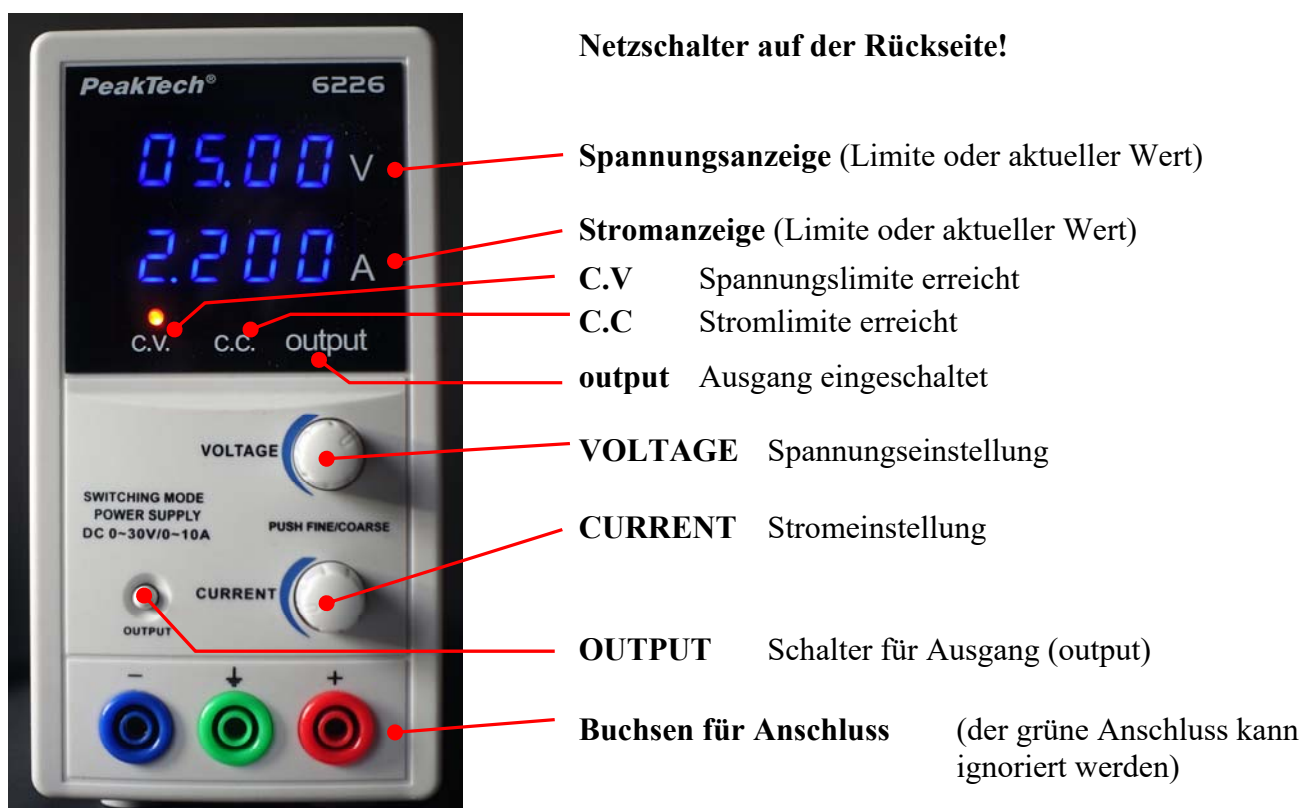 Netzschalter auf der Rückseite!
PeakTech® 6226
05.00 V
Spannungsanzeige (Limite oder aktueller Wert)
2.200 A
Stromanzeige (Limite oder aktueller Wert)
C.V Spannungslimite erreicht
C.C Stromlimite erreicht
c.v. c.c. output
output Ausgang eingeschaltet
VOLTAGE
VOLTAGE Spannungseinstellung
SWITCHING MODE
POWER SUPPLY
DC 0~30V/0~10A
PUSH FINE/COARSE
CURRENT Stromeinstellung
CURRENT
OUTPUT
OUTPUT Schalter für Ausgang (output)
- +
Buchsen für Anschluss (der grüne Anschluss kann
ignoriert werden)